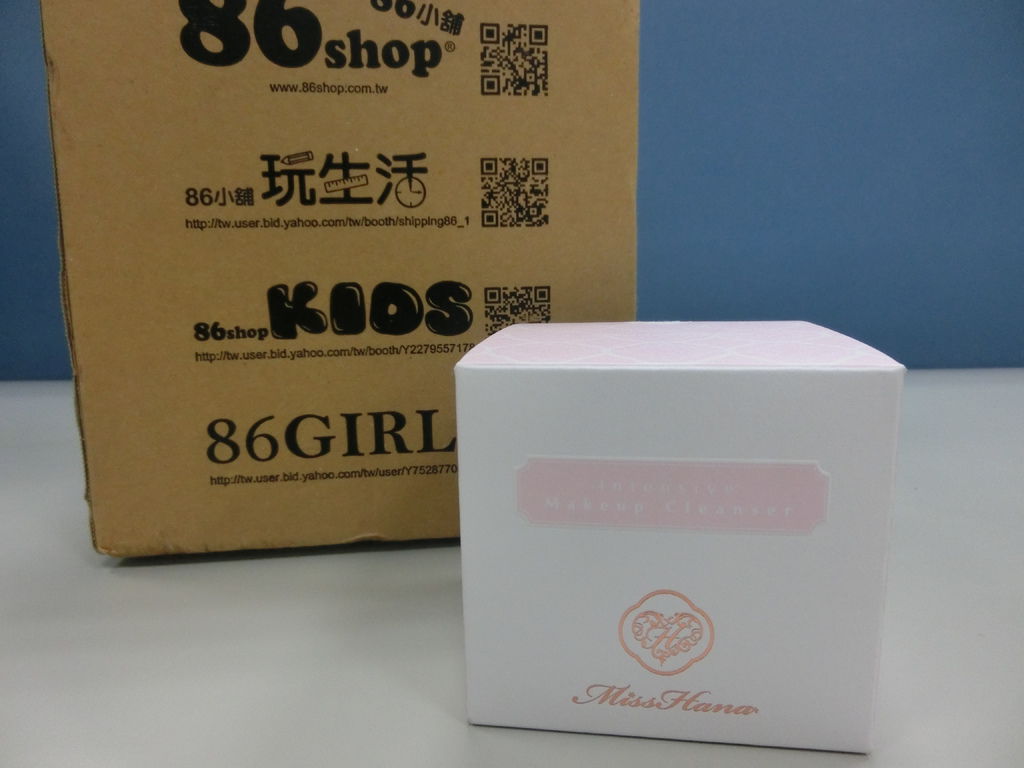 86小舖
86shop®
www.86shop.com.tw
86小舖 玩生活
http://tw.user.bid.yahoo.com/tw/booth/shipping86_1
86shop KIDS
http://tw.user.bid.yahoo.com/tw/booth/Y2279557178
86GIRL
http://tw.user.bid.yahoo.com/tw/user/Y7528770
Intensive
Makeup Cleanser
H
MissHana